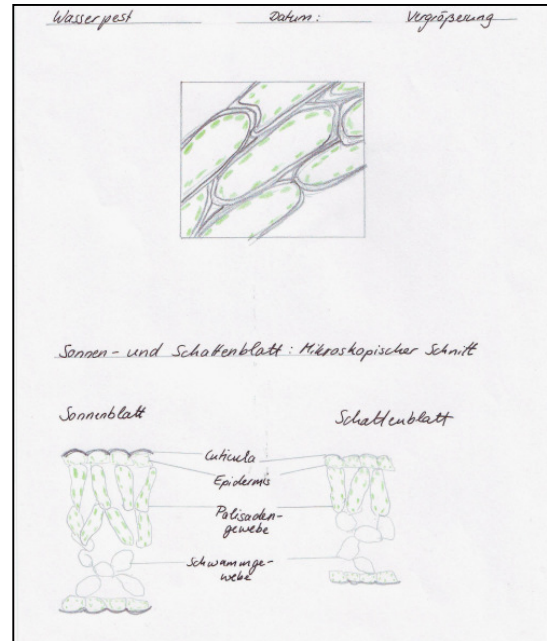 Wasserpest Datum: Vergrößerung
Sonnen- und Schattenblatt: Mikroskopischer Schnitt
Sonnenblatt Schattenblatt
Cuticula
Epidermis
Palisaden-
gewebe
Schwammge-
webe